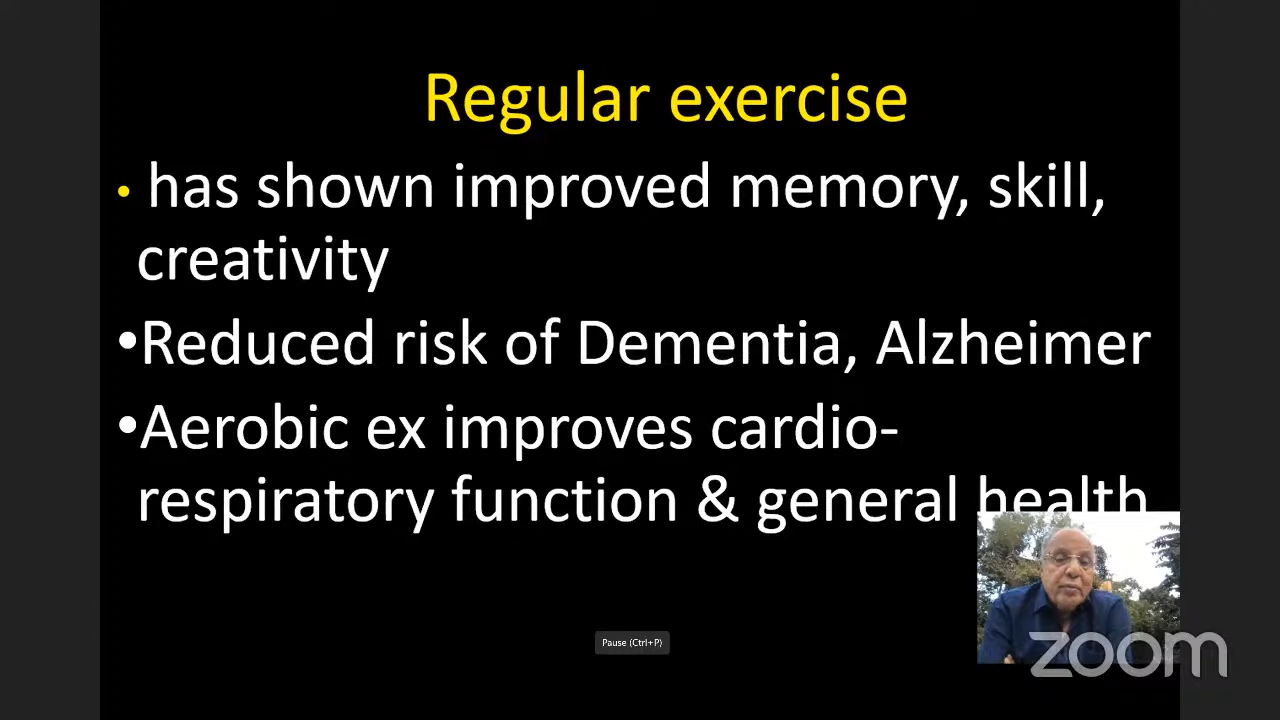 Regular exercise
• has shown improved memory, skill,
creativity
•Reduced risk of Dementia, Alzheimer
•Aerobic ex improves cardio-
respiratory function & general health
Pause (Ctrl+P)
zoom